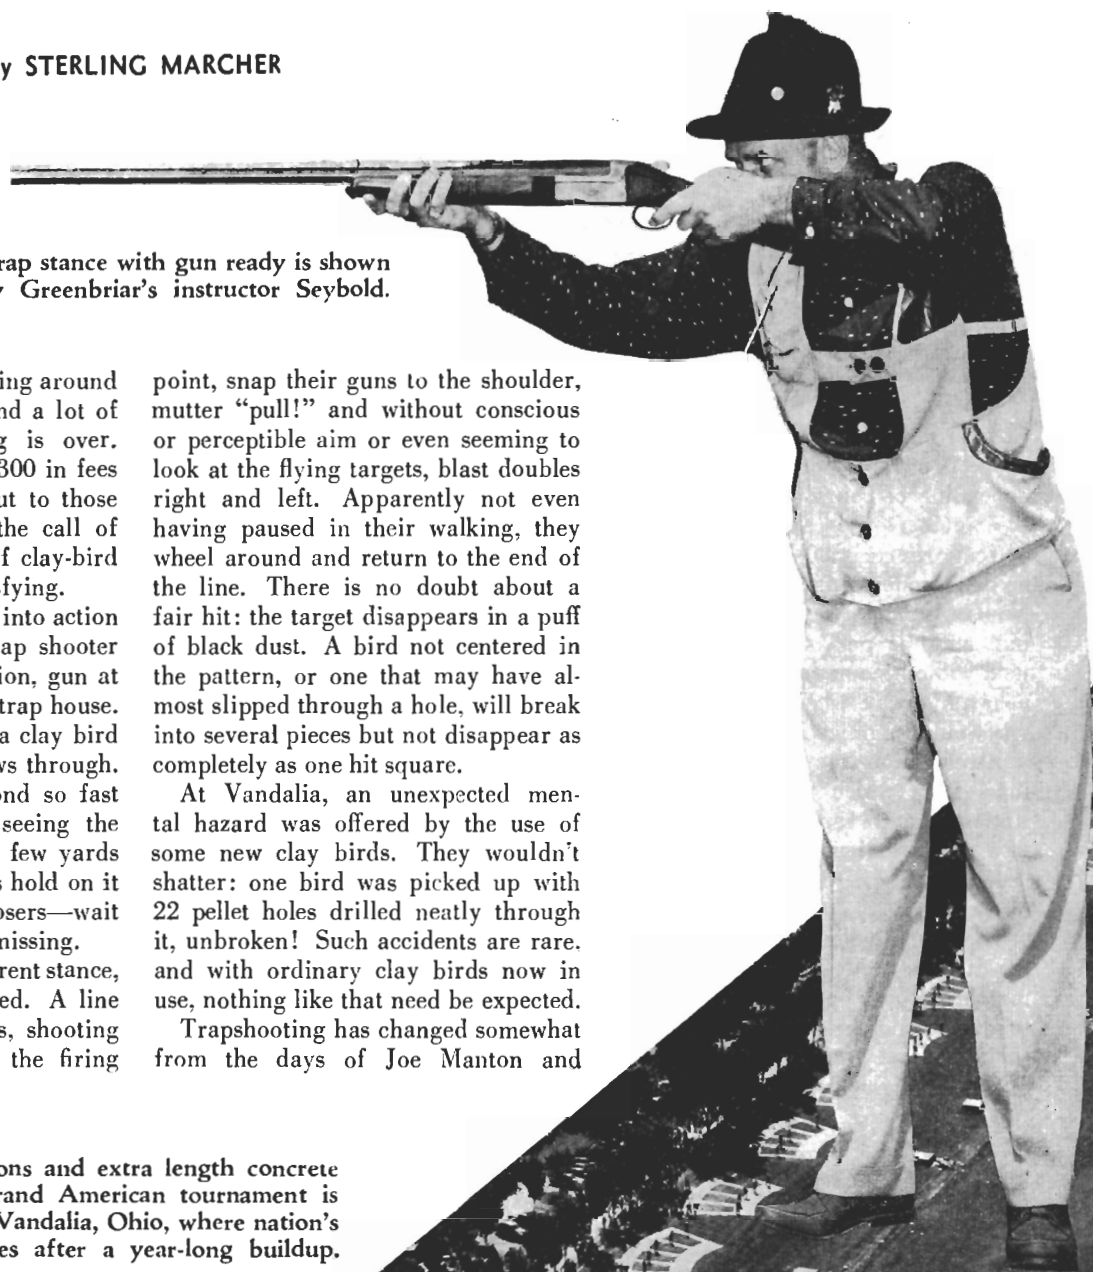 y STERLING MARCHER
rap stance with gun ready is shown
y Greenbriar's instructor Seybold.
ing around
nd a lot of
g is over.
300 in fees
ut to those
the call of
f clay-bird
sfying.
into action
ap shooter
ion, gun at
trap house.
a clay bird
ws through.
ond so fast
seeing the
few yards
s hold on it
osers—wait
missing.
rent stance,
ed. A line
s, shooting
the firing
point, snap their guns to the shoulder,
mutter "pull!" and without conscious
or perceptible aim or even seeming to
look at the flying targets, blast doubles
right and left. Apparently not even
having paused in their walking, they
wheel around and return to the end of
the line. There is no doubt about a
fair hit: the target disappears in a puff
of black dust. A bird not centered in
the pattern, or one that may have al-
most slipped through a hole, will break
into several pieces but not disappear as
completely as one hit square.
At Vandalia, an unexpected men-
tal hazard was offered by the use of
some new clay birds. They wouldn't
shatter: one bird was picked up with
22 pellet holes drilled neatly through
it, unbroken! Such accidents are rare.
and with ordinary clay birds now in
use, nothing like that need be expected.
Trapshooting has changed somewhat
from the days of Joe Manton and
ons and extra length concrete
rand American tournament is
Vandalia, Ohio, where nation's
es after a year-long buildup.